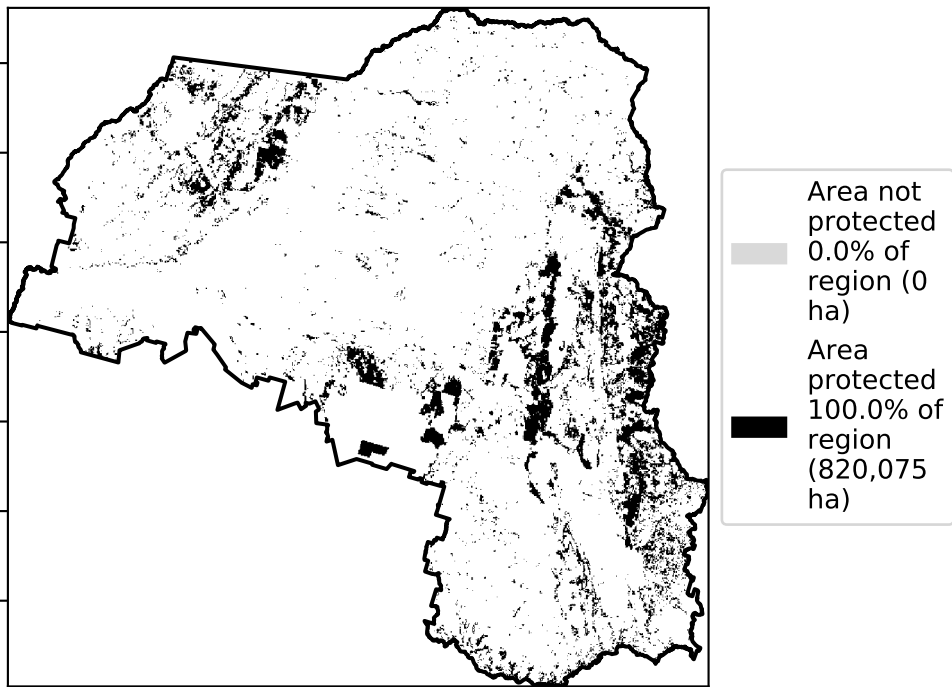 Area not
protected
0.0% of
region (0
ha)
Area
protected
100.0% of
region
(820,075
ha)